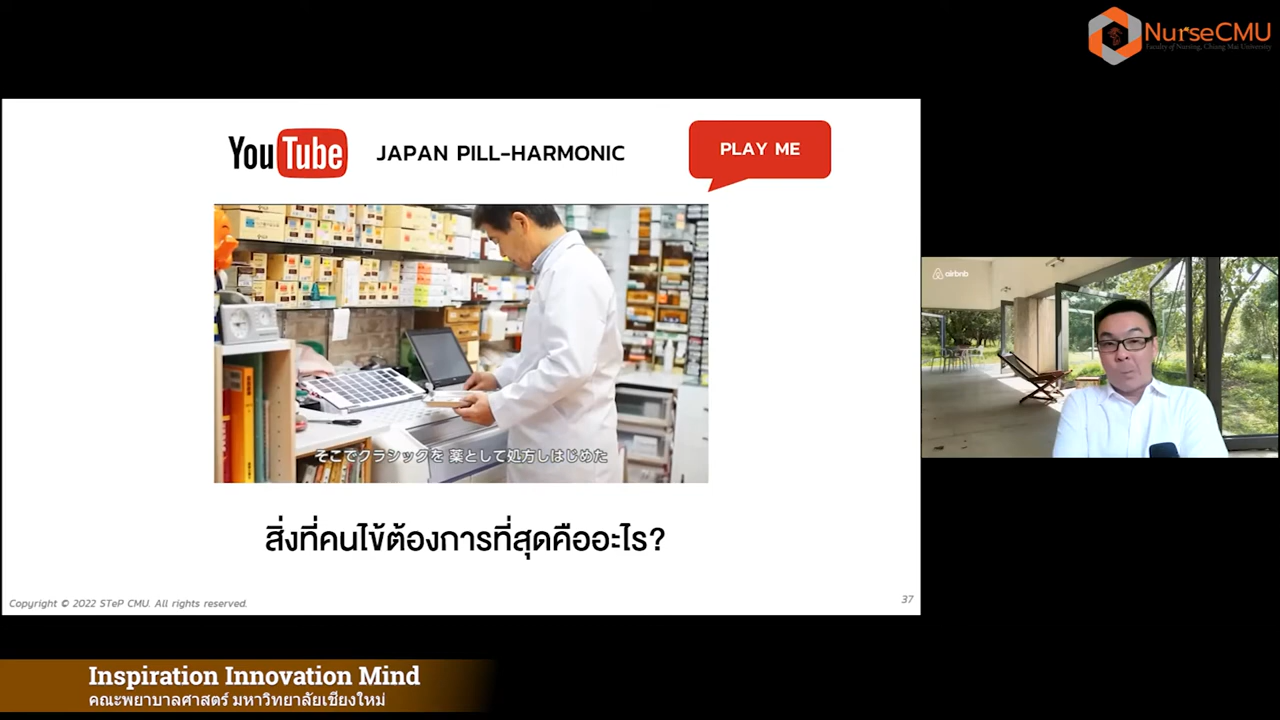 NurseCMU
Faculty of Nursing, Chiang Mai University
YouTube
JAPAN PILL-HARMONIC
PLAY ME
そこでクラシックを 薬として処方しはじめた
สิ่งที่คนไข้ต้องการที่สุดคืออะไร?
Copyright © 2022 STeP CMU. All rights reserved.
37
airbnb
Inspiration Innovation Mind
คณะพยาบาลศาสตร์ มหาวิทยาลัยเชียงใหม่